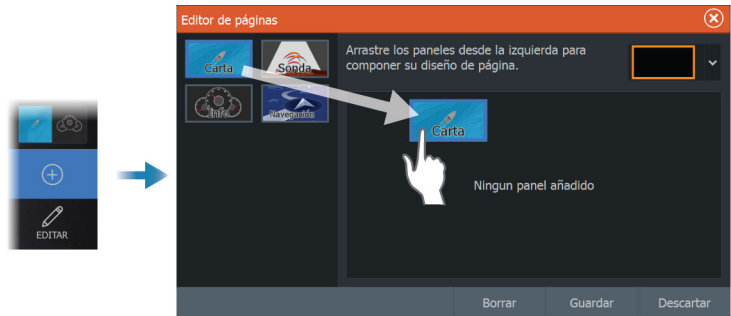 Editor de páginas
Carta
Sonda
Info
Navegación
Arrastre los paneles desde la izquierda para
componer su diseño de página.
Carta
Ningun panel añadido
EDITAR
Borrar
Guardar
Descartar